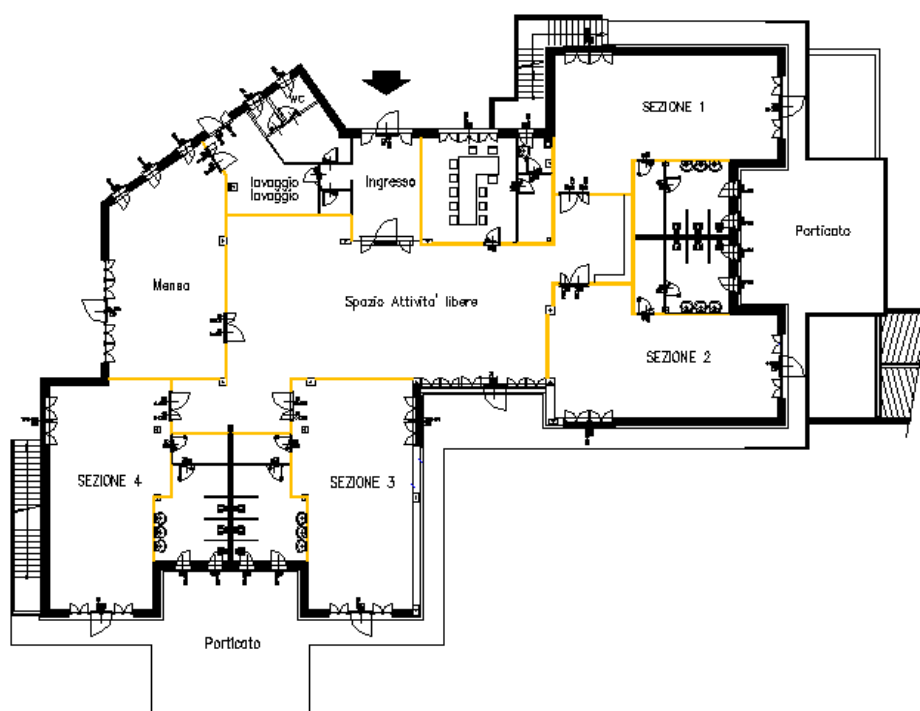 WC
SEZIONE 1
lavaggio
lavaggio
Ingresso
Porticato
Mensa
Spazio Attivita' libere
SEZIONE 2
SEZIONE 4
SEZIONE 3
Porticato